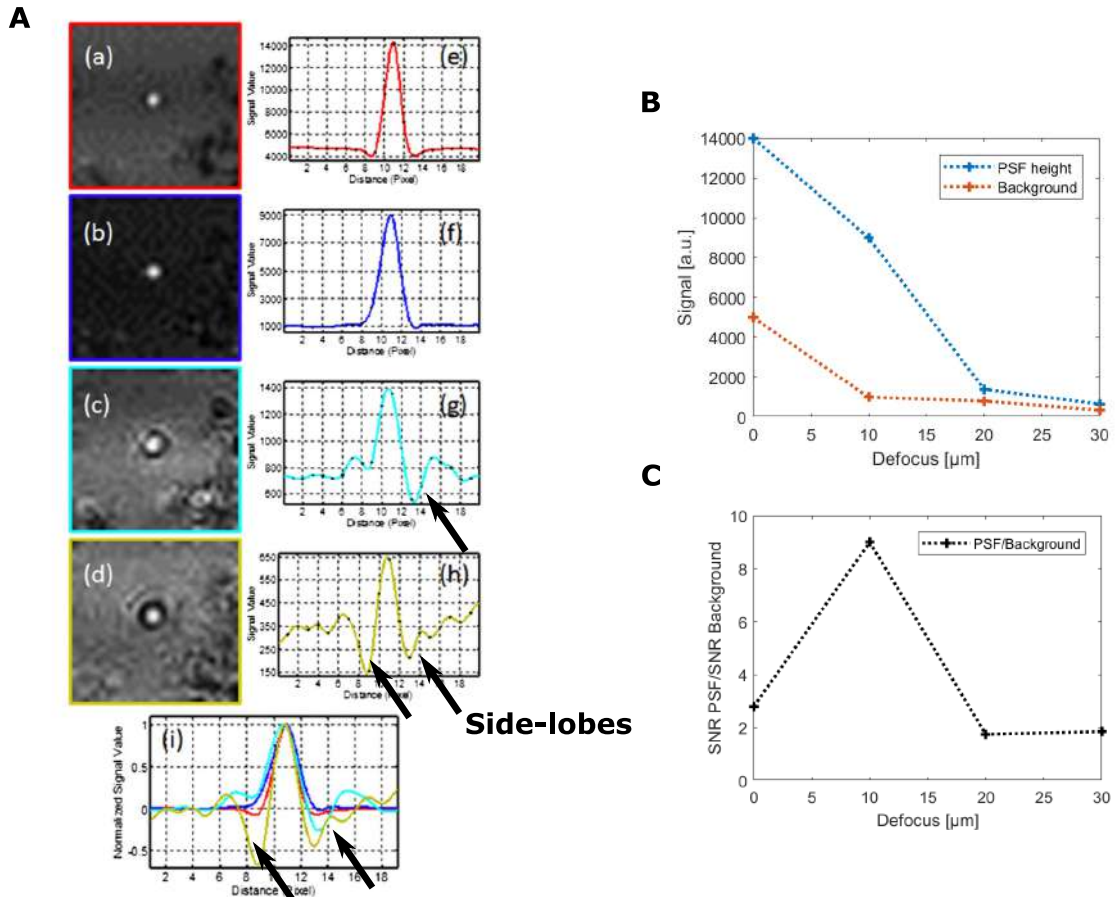 A
(a)
(e)
14000
12000
10000
8000
6000
4000
Signal Value
2 4 6 8 10 12 14 16 18
Distance (Pixel)
(b)
(f)
9000
7000
5000
3000
1000
Signal Value
2 4 6 8 10 12 14 16 18
Distance (Pixel)
(c)
(g)
1400
1200
1000
800
600
Signal Value
2 4 6 8 10 12 14 16 18
Distance (Pixel)
(d)
(h)
650
550
450
350
250
150
Signal Value
2 4 6 8 10 12 14 16 18
Distance (Pixel)
Side-lobes
(i)
1
0.5
0
-0.5
Normalized Signal Value
2 4 6 8 10 12 14 16 18
Distance (Pixel)
B
14000
12000
10000
8000
6000
4000
2000
0
Signal [a.u.]
PSF height
Background
0 5 10 15 20 25 30
Defocus [µm]
C
10
8
6
4
2
0
SNR PSF/SNR Background
PSF/Background
0 5 10 15 20 25 30
Defocus [µm]